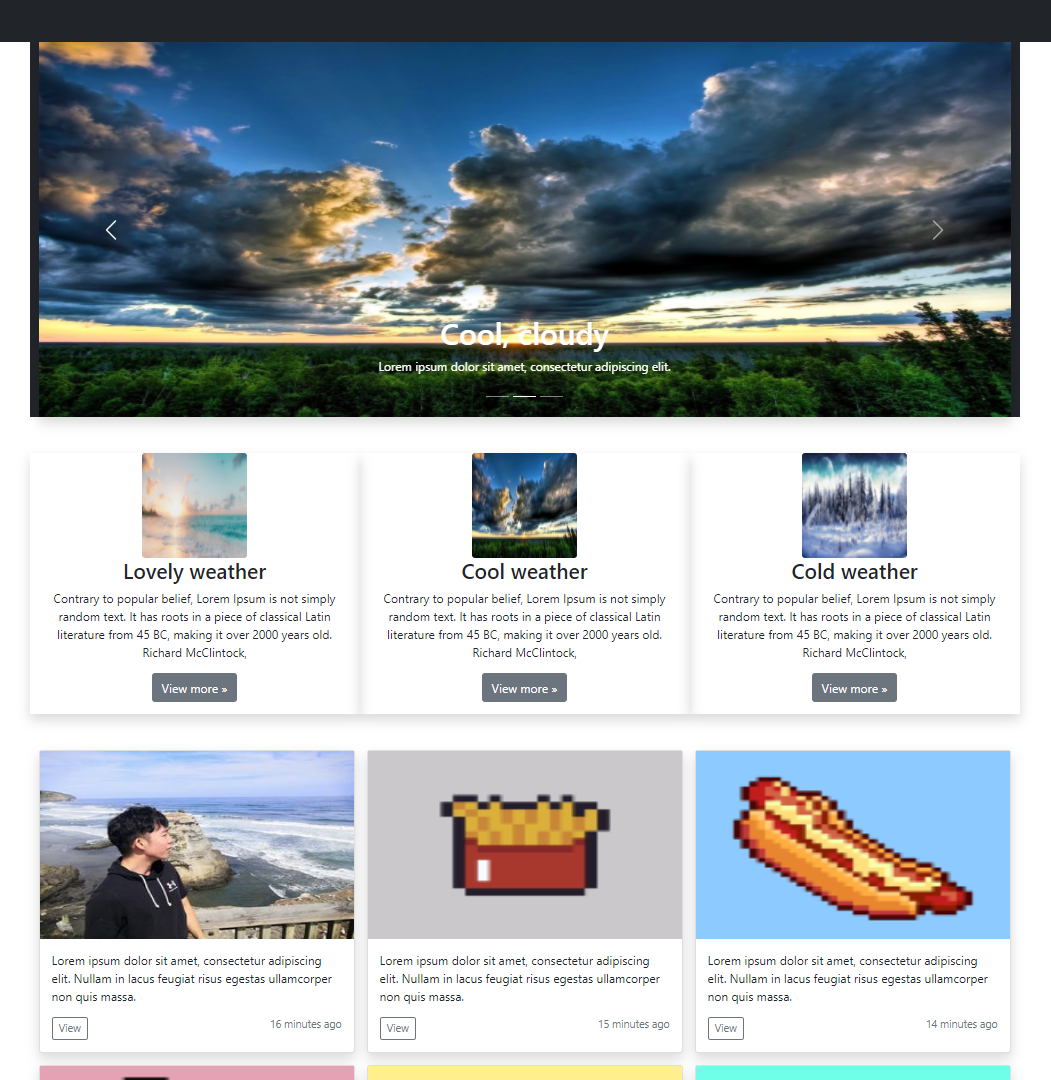 Cool, cloudy
Lorem ipsum dolor sit amet, consectetur adipiscing elit.
Lovely weather
Contrary to popular belief, Lorem Ipsum is not simply
random text. It has roots in a piece of classical Latin
literature from 45 BC, making it over 2000 years old.
Richard McClintock,
View more »
Cool weather
Contrary to popular belief, Lorem Ipsum is not simply
random text. It has roots in a piece of classical Latin
literature from 45 BC, making it over 2000 years old.
Richard McClintock,
View more »
Cold weather
Contrary to popular belief, Lorem Ipsum is not simply
random text. It has roots in a piece of classical Latin
literature from 45 BC, making it over 2000 years old.
Richard McClintock,
View more »
Lorem ipsum dolor sit amet, consectetur adipiscing
elit. Nullam in lacus feugiat risus egestas ullamcorper
non quis massa.
View
16 minutes ago
Lorem ipsum dolor sit amet, consectetur adipiscing
elit. Nullam in lacus feugiat risus egestas ullamcorper
non quis massa.
View
15 minutes ago
Lorem ipsum dolor sit amet, consectetur adipiscing
elit. Nullam in lacus feugiat risus egestas ullamcorper
non quis massa.
View
14 minutes ago